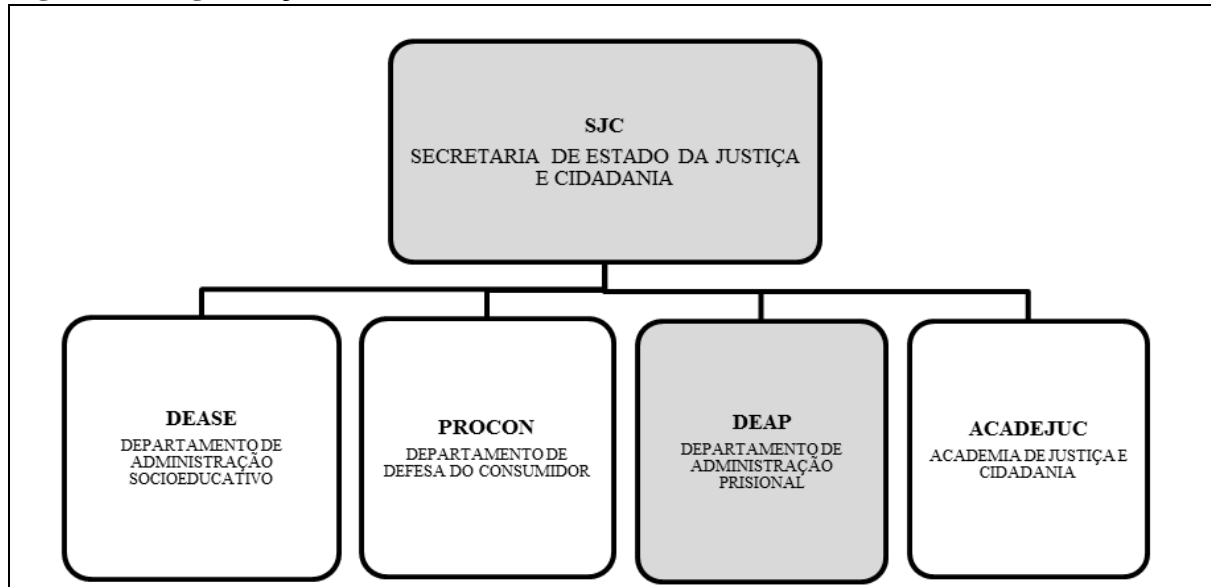 SJC
SECRETARIA DE ESTADO DA JUSTIÇA
E CIDADANIA
DEASE
DEPARTAMENTO DE
ADMINISTRAÇÃO
SOCIOEDUCATIVO
PROCON
DEPARTAMENTO DE
DEFESA DO CONSUMIDOR
DEAP
DEPARTAMENTO DE
ADMINISTRAÇÃO
PRISIONAL
ACADEJUC
ACADEMIA DE JUSTIÇA E
CIDADANIA